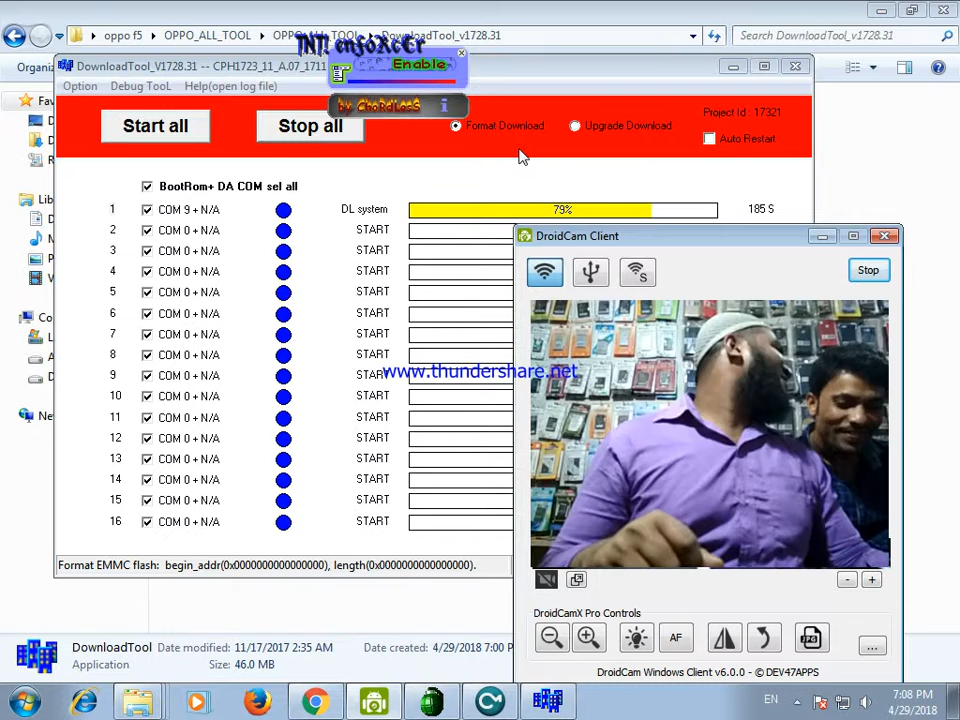 oppo f5 ▸ OPPO_ALL_TOOL ▸ OPPO_ALL_TOOL ▸ DownloadTool_v1728.31
Search DownloadTool_v1728.31
TNT enfoRcEr
Enable
by ChoRdLesS i
DownloadTool_V1728.31 -- CPH1723_11_A.07_1711
Option Debug TooL Help(open log file)
Start all
Stop all
Format Download
Upgrade Download
Project Id : 17321
Auto Restart
BootRom+ DA COM sel all
1 COM 9 + N/A DL system 79% 185 S
2 COM 0 + N/A START
3 COM 0 + N/A START
4 COM 0 + N/A START
5 COM 0 + N/A START
6 COM 0 + N/A START
7 COM 0 + N/A START
8 COM 0 + N/A START
9 COM 0 + N/A START
10 COM 0 + N/A START
11 COM 0 + N/A START
12 COM 0 + N/A START
13 COM 0 + N/A START
14 COM 0 + N/A START
15 COM 0 + N/A START
16 COM 0 + N/A START
www.thundershare.net
Format EMMC flash: begin_addr(0x0000000000000000), length(0x0000000000000000).
DroidCam Client
Stop
- +
DroidCamX Pro Controls
AF
JPG
...
DroidCam Windows Client v6.0.0 - © DEV47APPS
DownloadTool Date modified: 11/17/2017 2:35 AM Date created: 4/29/2018 7:00 P
Application Size: 46.0 MB
EN
7:08 PM
4/29/2018